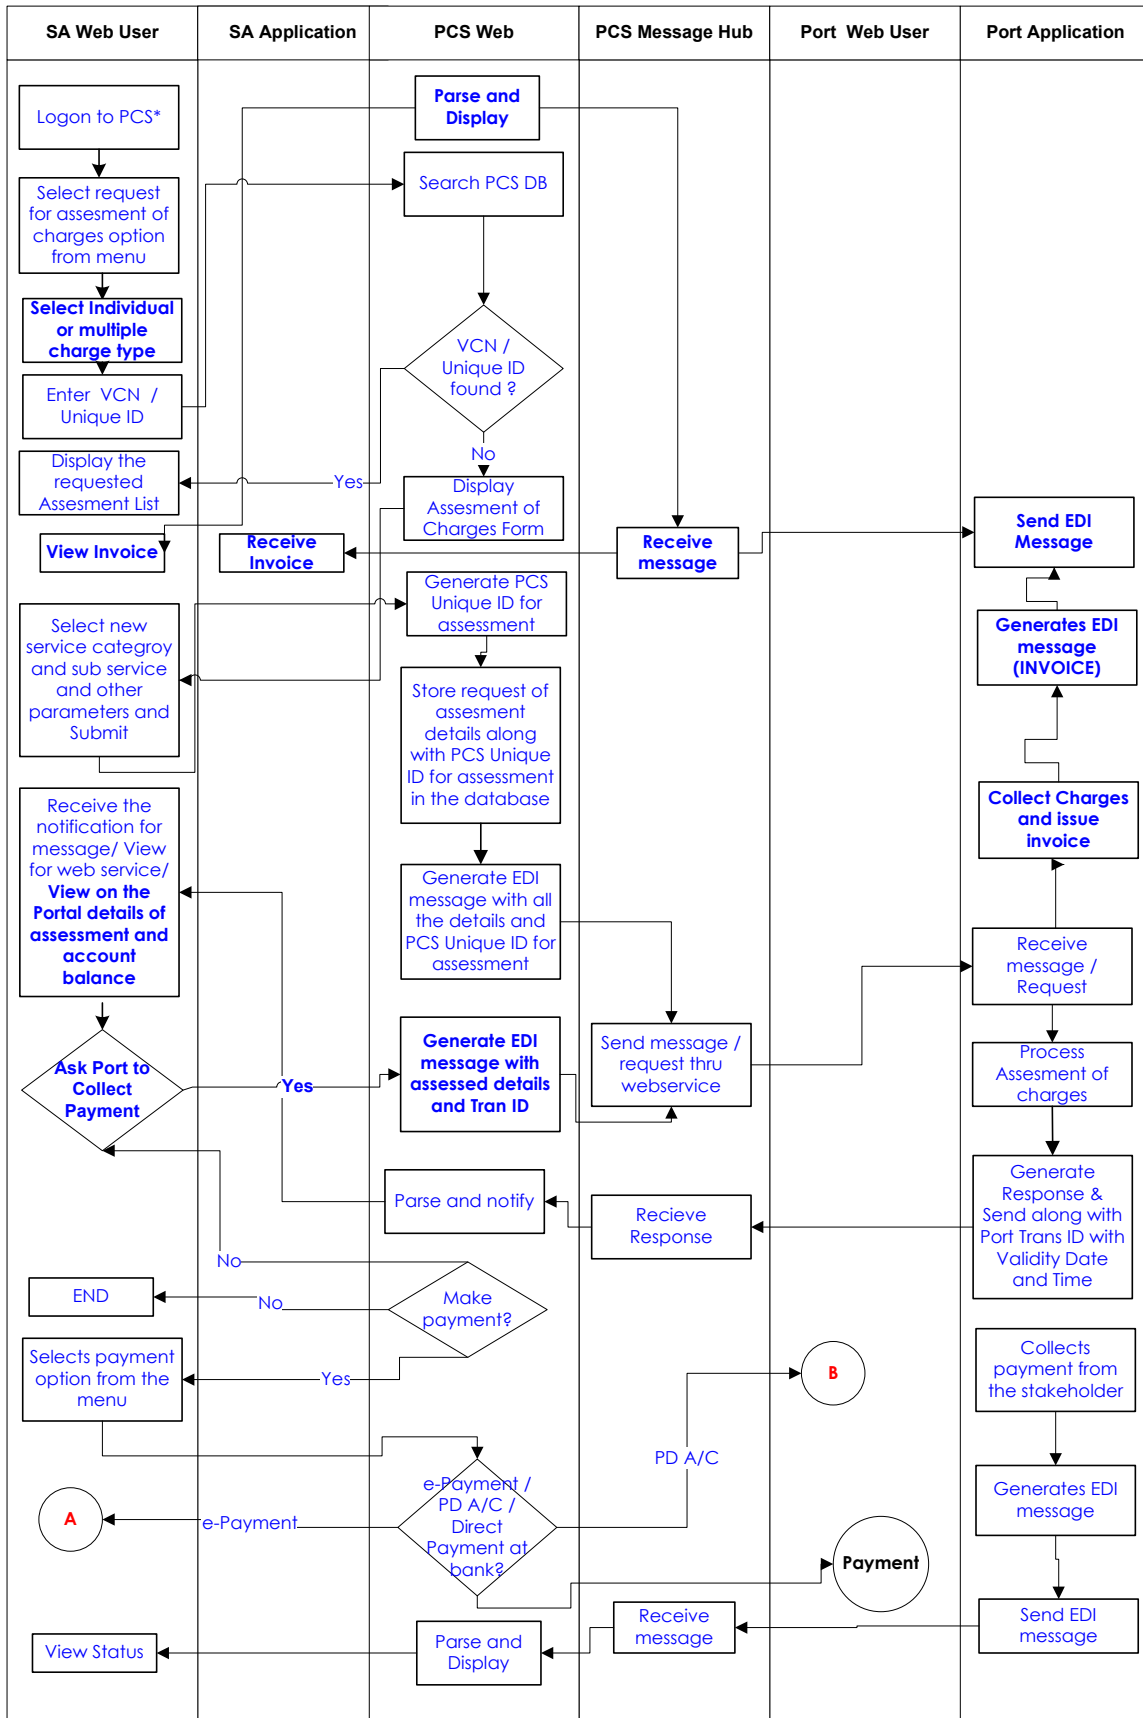 SA Web User
SA Application
PCS Web
PCS Message Hub
Port  Web User
Port Application
Logon to PCS*
Parse and
Display
Select request
for assesment of
charges option
from menu
Search PCS DB
Select Individual
or multiple
charge type
VCN /
Unique ID
found ?
Enter  VCN  /
Unique ID
No
Display the
requested
Assesment List
Yes
Display
Assesment of
Charges Form
Send EDI
Message
View Invoice
Receive
Invoice
Receive
message
Generate PCS
Unique ID for
assessment
Select new
service categroy
and sub service
and other
parameters and
Submit
Generates EDI
message
(INVOICE)
Store request of
assesment
details along
with PCS Unique
ID for assessment
in the database
Collect Charges
and issue
invoice
Receive the
notification for
message/ View
for web service/
View on the
Portal details of
assessment and
account
balance
Generate EDI
message with all
the details and
PCS Unique ID for
assessment
Receive
message /
Request
Ask Port to
Collect
Payment
Yes
Generate EDI
message with
assessed details
and Tran ID
Send message /
request thru
webservice
Process
Assesment of
charges
Parse and notify
Recieve
Response
Generate
Response &
Send along with
Port Trans ID with
Validity Date
and Time
No
END
No
Make
payment?
Selects payment
option from the
menu
Yes
B
Collects
payment from
the stakeholder
PD A/C
A
e-Payment
e-Payment /
PD A/C /
Direct
Payment at
bank?
Generates EDI
message
Payment
View Status
Parse and
Display
Receive
message
Send EDI
message